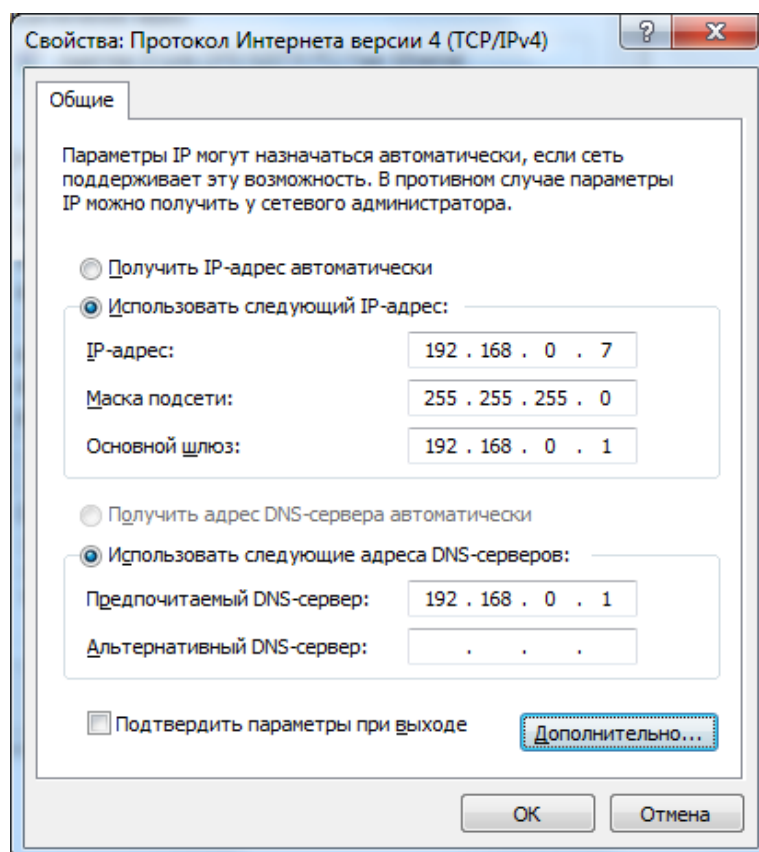 Свойства: Протокол Интернета версии 4 (TCP/IPv4)
Общие
Параметры IP могут назначаться автоматически, если сеть
поддерживает эту возможность. В противном случае параметры
IP можно получить у сетевого администратора.
Получить IP-адрес автоматически
Использовать следующий IP-адрес:
IP-адрес: 192 . 168 . 0 . 7
Маска подсети: 255 . 255 . 255 . 0
Основной шлюз: 192 . 168 . 0 . 1
Получить адрес DNS-сервера автоматически
Использовать следующие адреса DNS-серверов:
Предпочитаемый DNS-сервер: 192 . 168 . 0 . 1
Альтернативный DNS-сервер: . . .
Подтвердить параметры при выходе Дополнительно...
ОК Отмена